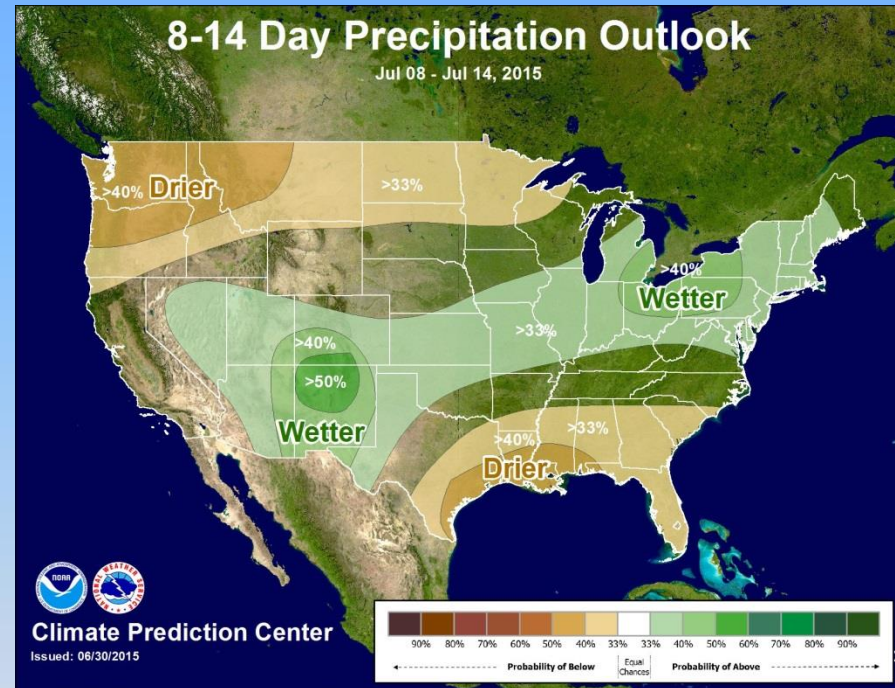 8-14 Day Precipitation Outlook
Jul 08 - Jul 14, 2015
>40%
Drier
>33%
>40%
Wetter
>33%
>40%
>50%
Wetter
>40%
>33%
Drier
NOAA
Climate Prediction Center
Issued: 06/30/2015
90% 80% 70% 60% 50% 40% 33% 33% 40% 50% 60% 70% 80% 90%
Probability of Below
Equal
Chances
Probability of Above